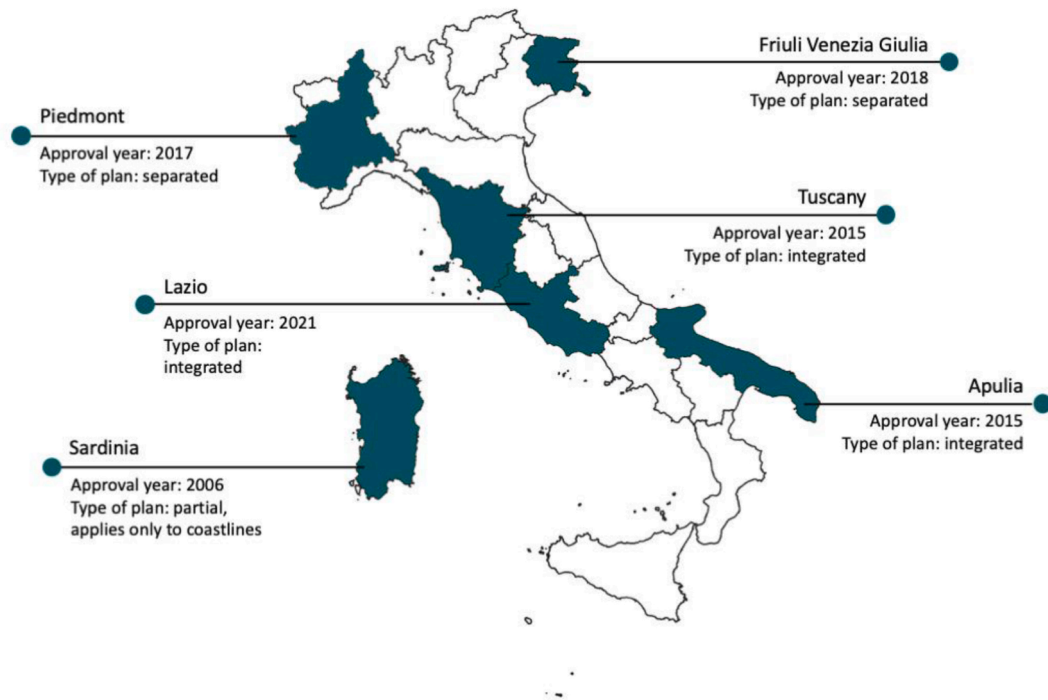 Friuli Venezia Giulia
Approval year: 2018
Type of plan: separated
Piedmont
Approval year: 2017
Type of plan: separated
Tuscany
Approval year: 2015
Type of plan: integrated
Lazio
Approval year: 2021
Type of plan:
integrated
Apulia
Approval year: 2015
Type of plan: integrated
Sardinia
Approval year: 2006
Type of plan: partial,
applies only to coastlines